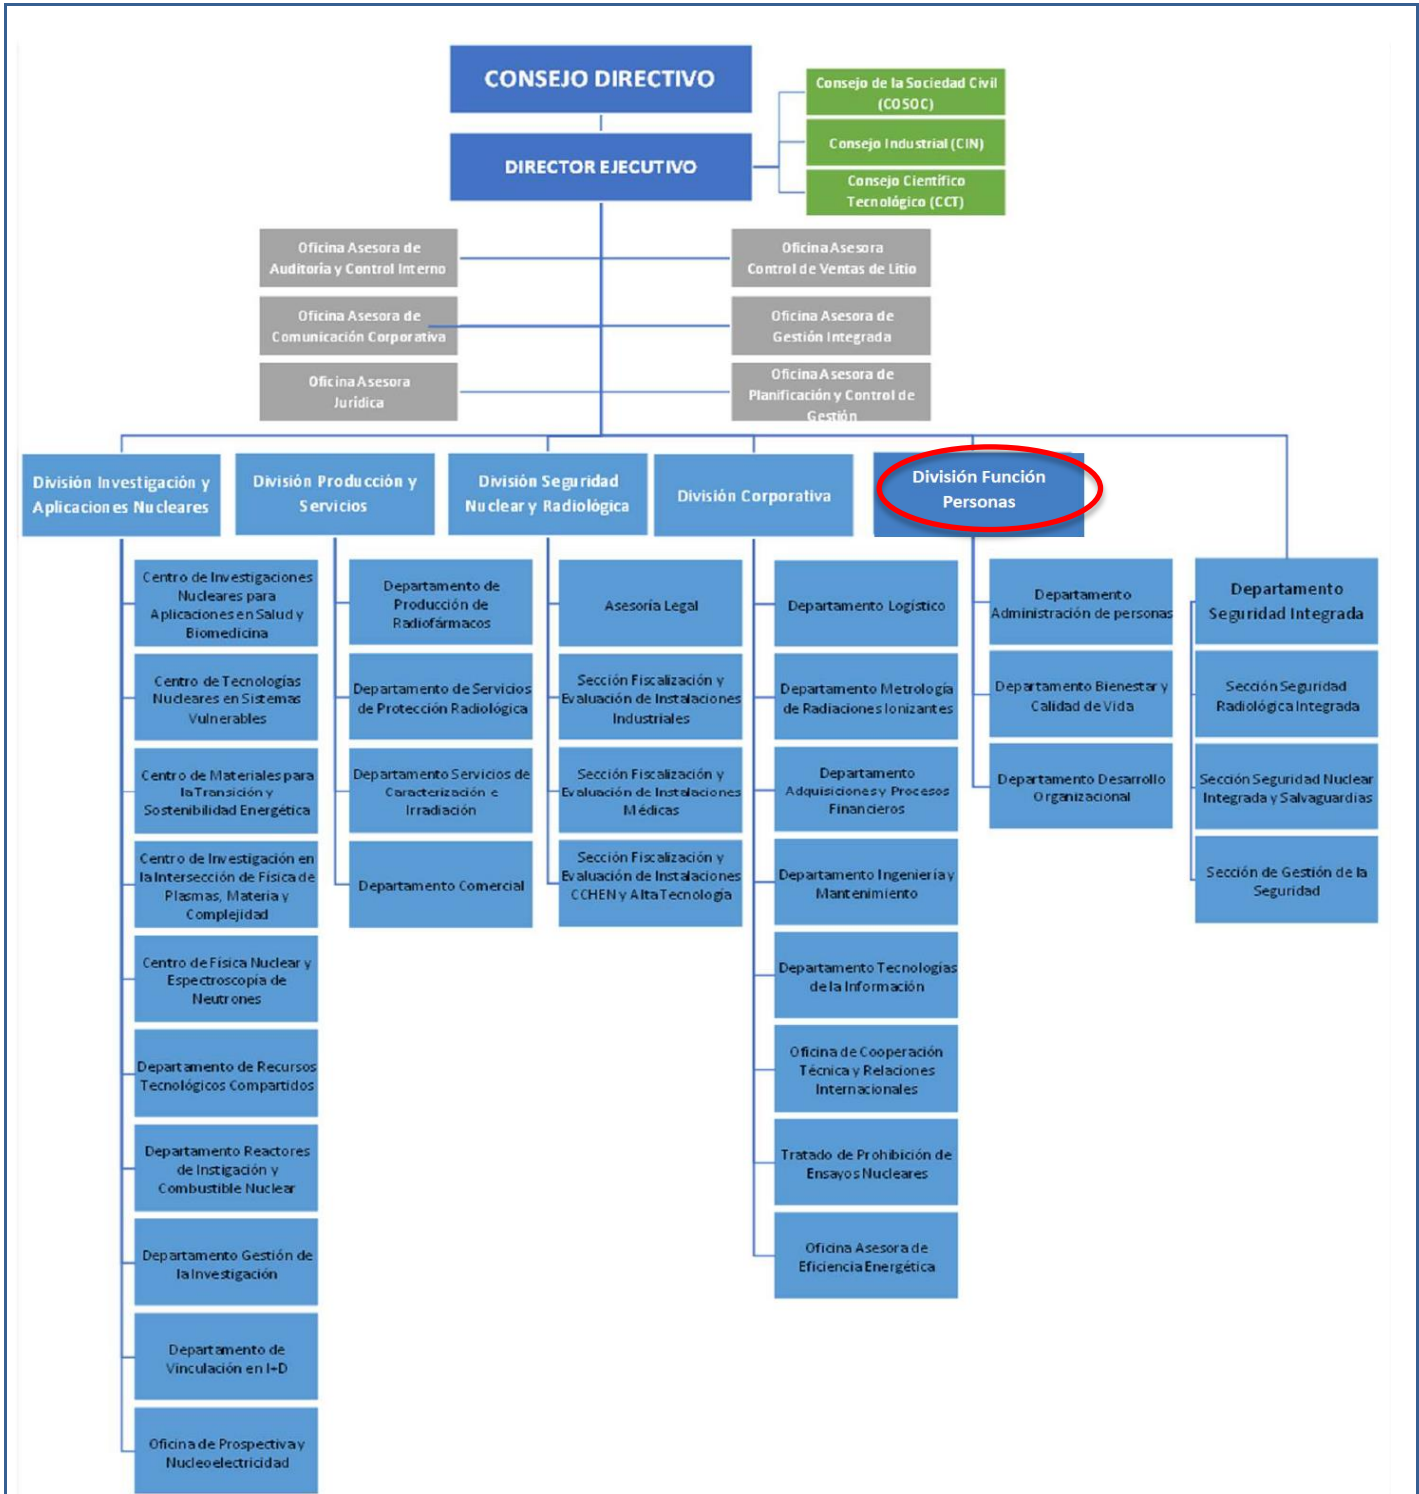 CONSEJO DIRECTIVO
DIRECTOR EJECUTIVO
Consejo de la Sociedad Civil
(COSOC)
Consejo Industrial (CIN)
Consejo Científico
Tecnológico (CCT)
Oficina Asesora de
Auditoría y Control Interno
Oficina Asesora
Control de Ventas de Litio
Oficina Asesora de
Comunicación Corporativa
Oficina Asesora de
Gestión Integrada
Oficina Asesora
Jurídica
Oficina Asesora de
Planificación y Control de
Gestión
División Investigación y
Aplicaciones Nucleares
División Producción y
Servicios
División Seguridad
Nuclear y Radiológica
División Corporativa
División Función
Personas
Centro de Investigaciones
Nucleares para
Aplicaciones en Salud y
Biomedicina
Centro de Tecnologías
Nucleares en Sistemas
Vulnerables
Centro de Materiales para
la Transición y
Sostenibilidad Energética
Centro de Investigación en
la Intersección de Física de
Plasmas, Materia y
Complejidad
Centro de Física Nuclear y
Espectroscopía de
Neutrones
Departamento de Recursos
Tecnológicos Compartidos
Departamento Reactores
de Instigación y
Combustible Nuclear
Departamento Gestión de
la Investigación
Departamento de
Vinculación en I+D
Oficina de Prospectiva y
Nucleoelectricidad
Departamento de
Producción de
Radiofármacos
Departamento de Servicios
de Protección Radiológica
Departamento Servicios de
Caracterización e
Irradiación
Departamento Comercial
Asesoría Legal
Sección Fiscalización y
Evaluación de Instalaciones
Industriales
Sección Fiscalización y
Evaluación de Instalaciones
Médicas
Sección Fiscalización y
Evaluación de Instalaciones
CCHEN y Alta Tecnología
Departamento Logístico
Departamento Metrología
de Radiaciones Ionizantes
Departamento
Adquisiciones y Procesos
Financieros
Departamento Ingeniería y
Mantenimiento
Departamento Tecnologías
de la Información
Oficina de Cooperación
Técnica y Relaciones
Internacionales
Tratado de Prohibición de
Ensayos Nucleares
Oficina Asesora de
Eficiencia Energética
Departamento
Administración de personas
Departamento Bienestar y
Calidad de Vida
Departamento Desarrollo
Organizacional
Departamento
Seguridad Integrada
Sección Seguridad
Radiológica Integrada
Sección Seguridad Nuclear
Integrada y Salvaguardias
Sección de Gestión de la
Seguridad